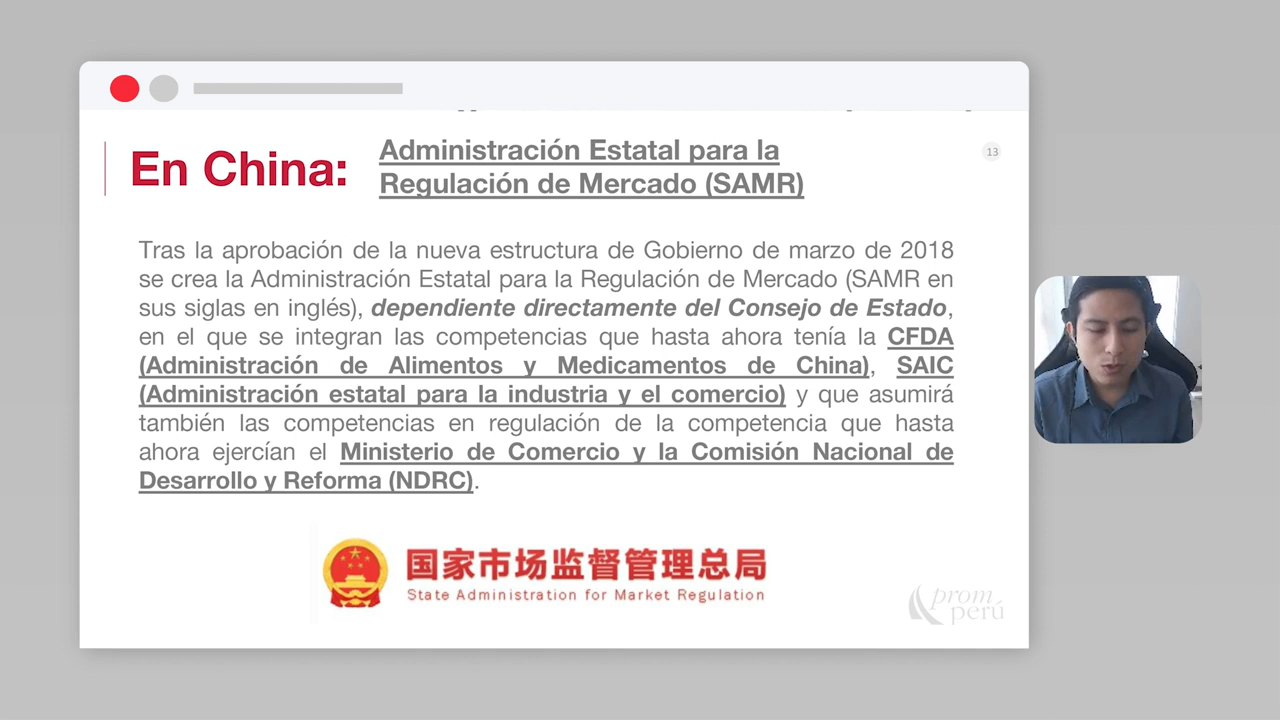 En China:
Administración Estatal para la
Regulación de Mercado (SAMR)
13
Tras la aprobación de la nueva estructura de Gobierno de marzo de 2018
se crea la Administración Estatal para la Regulación de Mercado (SAMR en
sus siglas en inglés), dependiente directamente del Consejo de Estado,
en el que se integran las competencias que hasta ahora tenía la CFDA
(Administración de Alimentos y Medicamentos de China), SAIC
(Administración estatal para la industria y el comercio) y que asumirá
también las competencias en regulación de la competencia que hasta
ahora ejercían el Ministerio de Comercio y la Comisión Nacional de
Desarrollo y Reforma (NDRC).
国家市场监督管理总局
State Administration for Market Regulation
prom
perú